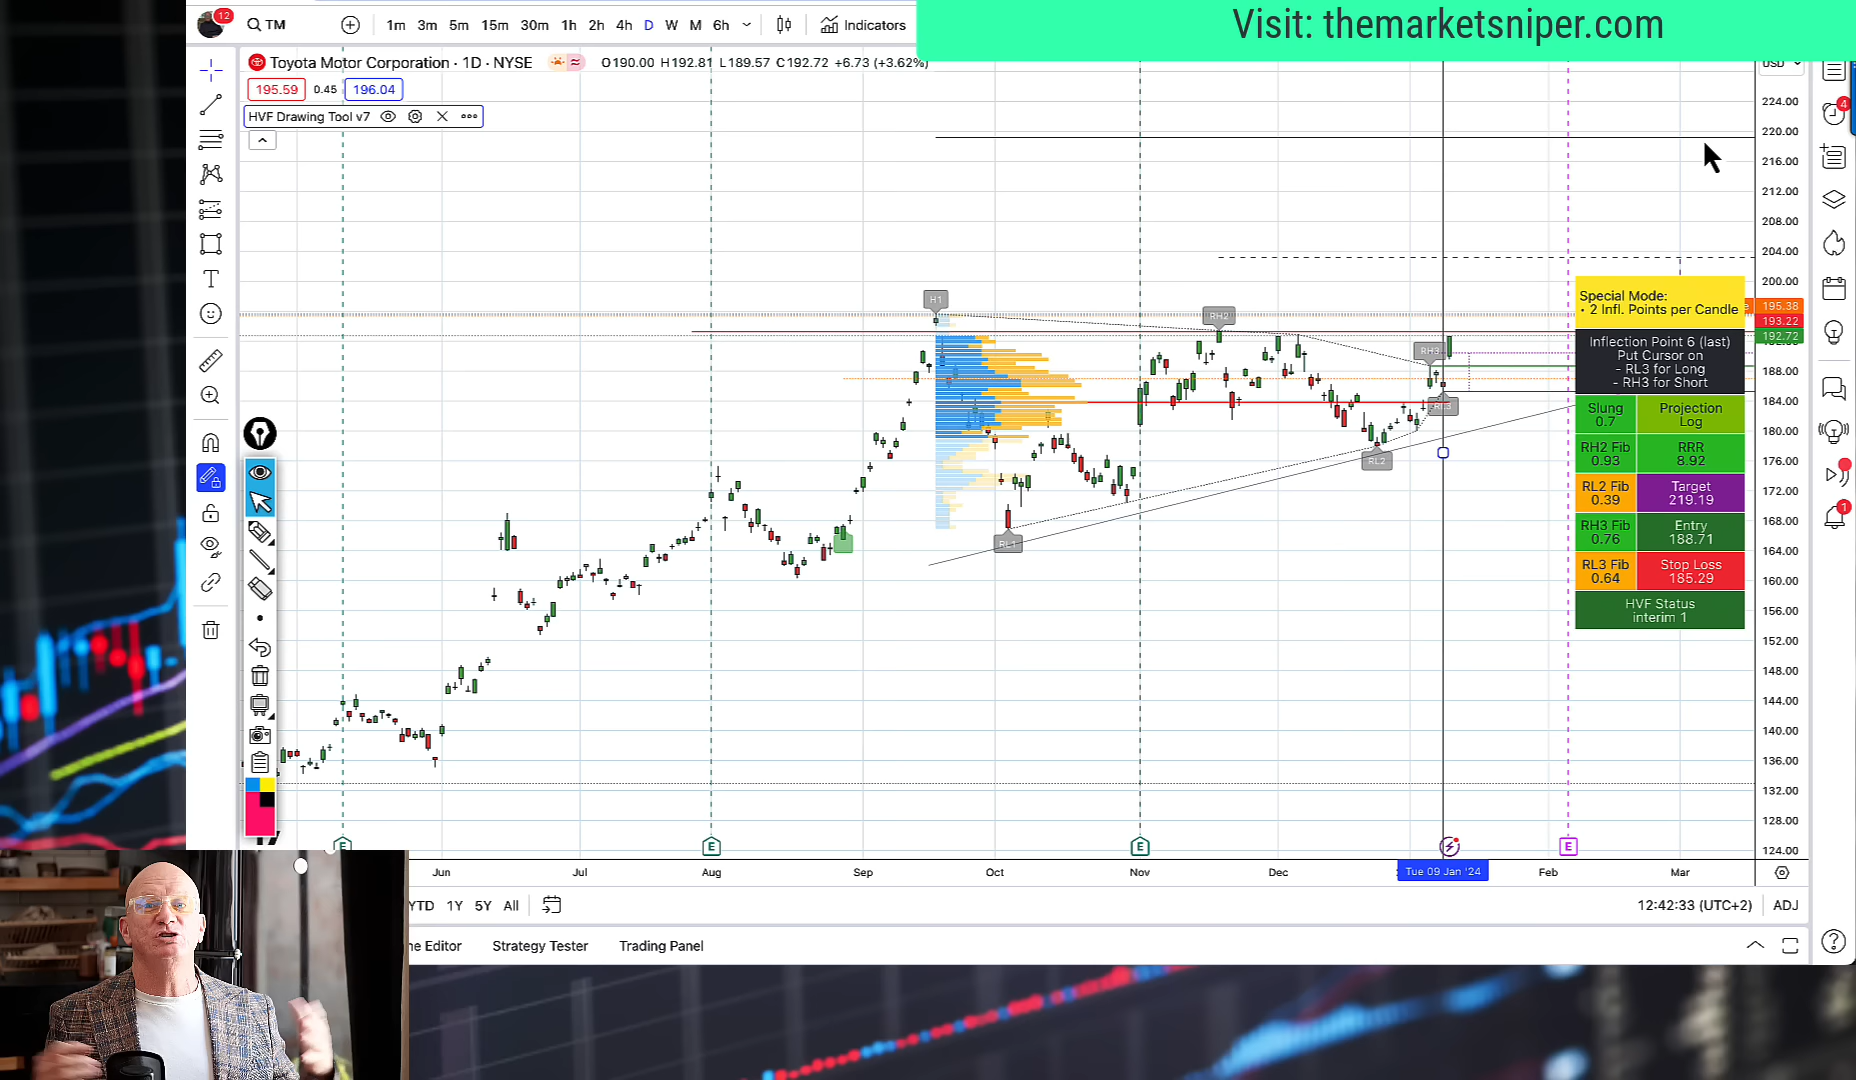 Visit: themarketsniper.com
12
TM
1m 3m 5m 15m 30m 1h 2h 4h D W M 6h
Indicators
Toyota Motor Corporation · 1D · NYSE
O190.00 H192.81 L189.57 C192.72 +6.73 (+3.62%)
USD
195.59 0.45 196.04
HVF Drawing Tool v7
4
224.00
220.00
216.00
212.00
208.00
204.00
200.00
195.38
193.22
192.72
188.00
184.00
180.00
176.00
172.00
168.00
164.00
160.00
156.00
152.00
148.00
144.00
140.00
136.00
132.00
128.00
124.00
H1
RH2
RH3
RL3
RL2
RL1
Special Mode:
• 2 Infl. Points per Candle
Inflection Point 6 (last)
Put Cursor on
- RL3 for Long
- RH3 for Short
Slung
0.7
Projection
Log
RH2 Fib
0.93
RRR
8.92
RL2 Fib
0.39
Target
219.19
RH3 Fib
0.76
Entry
188.71
RL3 Fib
0.64
Stop Loss
185.29
HVF Status
interim 1
1
E E E E
Jun Jul Aug Sep Oct Nov Dec Tue 09 Jan '24 Feb Mar
YTD 1Y 5Y All
12:42:33 (UTC+2) ADJ
ne Editor Strategy Tester Trading Panel